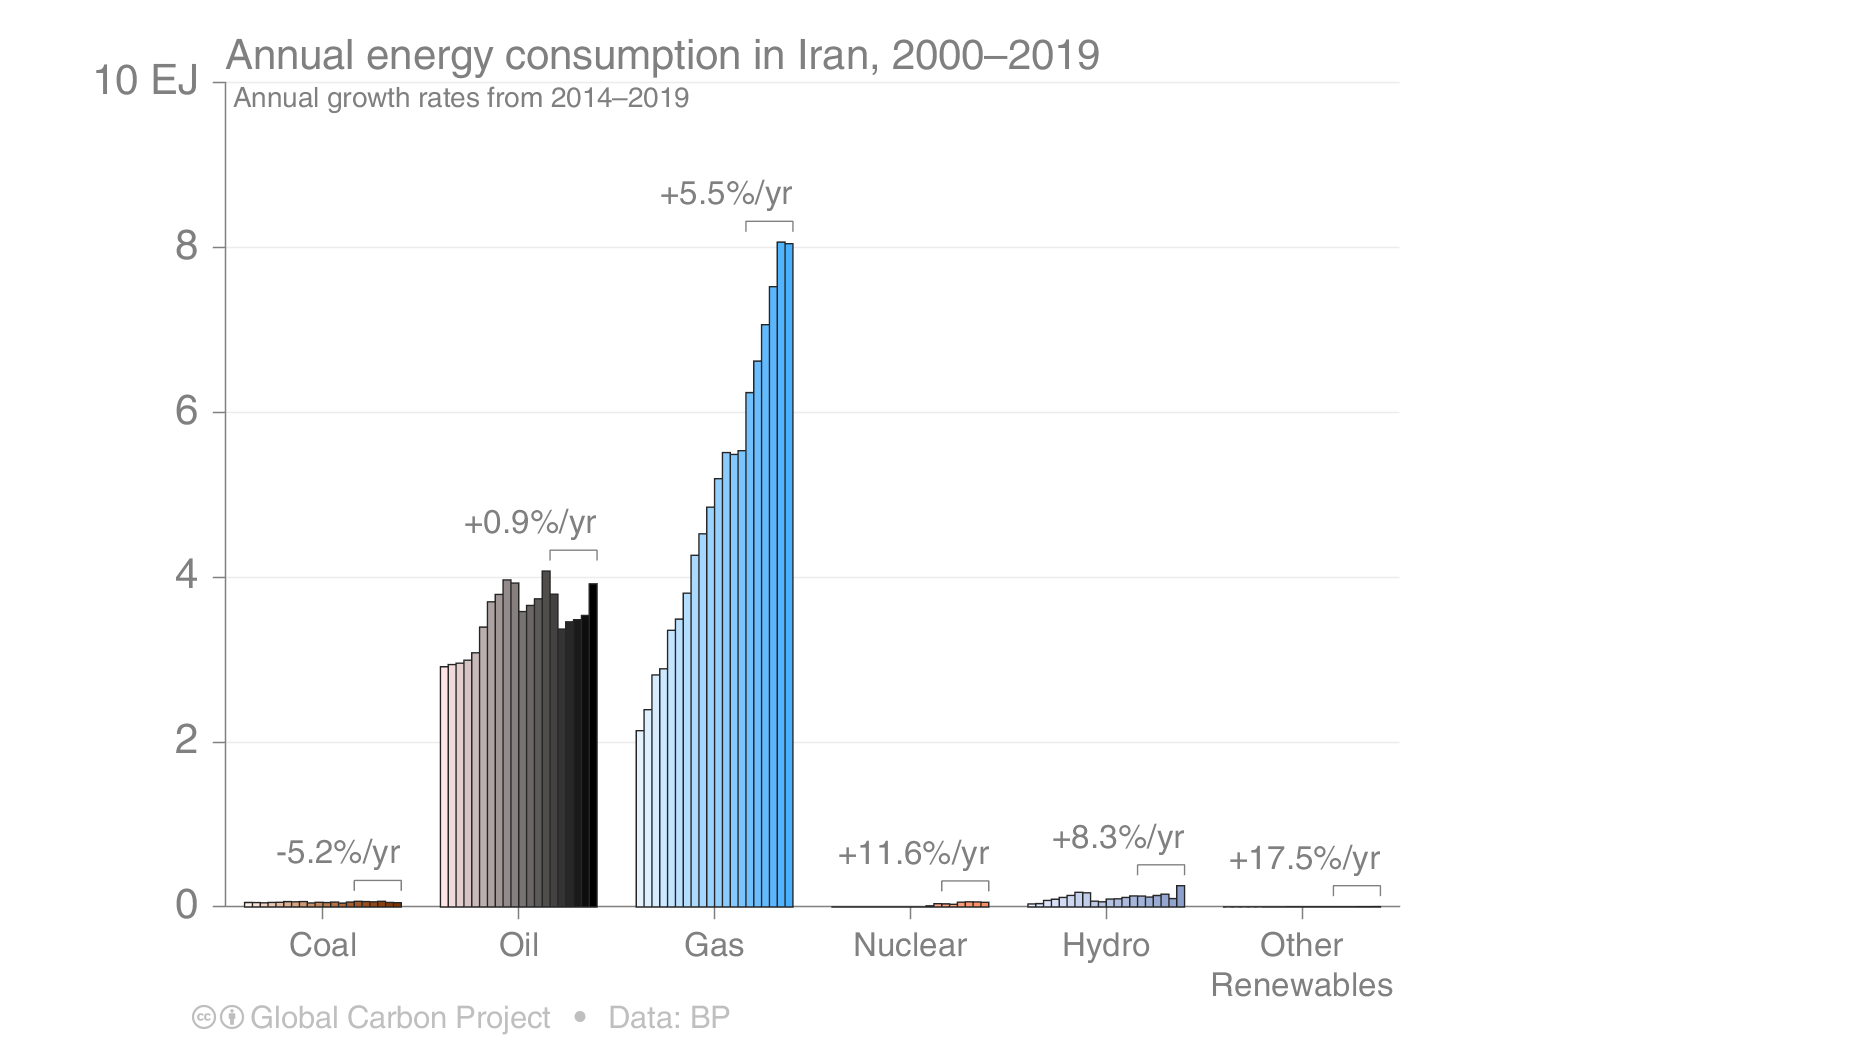 Annual energy consumption in Iran, 2000–2019
10 EJ
Annual growth rates from 2014–2019
+5.5%/yr
8
6
+0.9%/yr
4
2
-5.2%/yr
+11.6%/yr
+8.3%/yr
+17.5%/yr
0
Coal
Oil
Gas
Nuclear
Hydro
Other
Renewables
cc Global Carbon Project • Data: BP